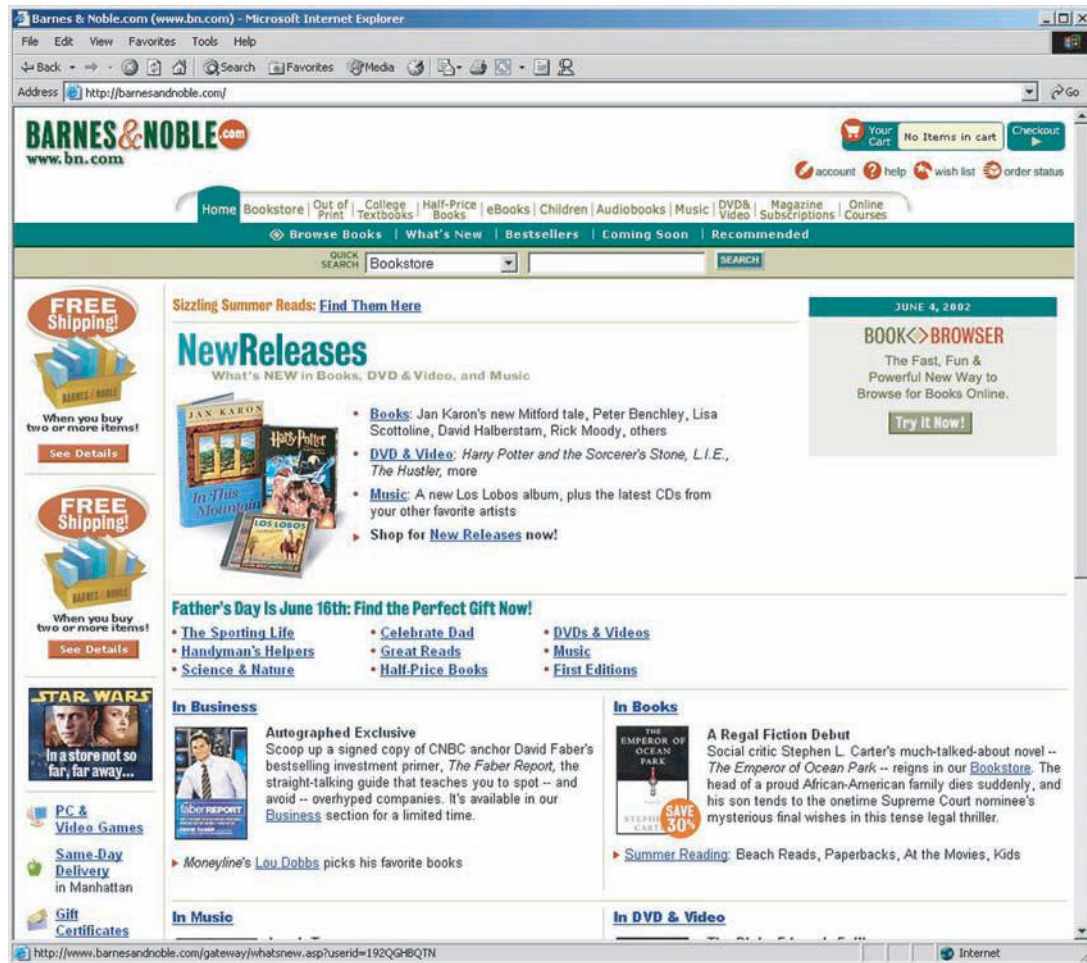 Barnes & Noble.com (www.bn.com) - Microsoft Internet Explorer
File Edit View Favorites Tools Help
Back Search Favorites Media
Address http://barnesandnoble.com/ Go
BARNES&NOBLE.com
www.bn.com
Your Cart No Items in cart Checkout
account help wish list order status
Home Bookstore Out of Print College Textbooks Half-Price Books eBooks Children Audiobooks Music DVD& Video Magazine Subscriptions Online Courses
Browse Books | What's New | Bestsellers | Coming Soon | Recommended
QUICK SEARCH Bookstore SEARCH
FREE
Shipping!
BARNES & NOBLE
When you buy
two or more items!
See Details
FREE
Shipping!
BARNES & NOBLE
When you buy
two or more items!
See Details
STAR WARS
In a store not so
far, far away...
PC &
Video Games
Same-Day
Delivery
in Manhattan
Gift
Certificates
Sizzling Summer Reads: Find Them Here
NewReleases
What's NEW in Books, DVD & Video, and Music
JAN KARON
In This
Mountain
Harry Potter
LOS LOBOS
• Books: Jan Karon's new Mitford tale, Peter Benchley, Lisa
Scottoline, David Halberstam, Rick Moody, others
• DVD & Video: Harry Potter and the Sorcerer's Stone, L.I.E.,
The Hustler, more
• Music: A new Los Lobos album, plus the latest CDs from
your other favorite artists
Shop for New Releases now!
JUNE 4, 2002
BOOK<>BROWSER
The Fast, Fun &
Powerful New Way to
Browse for Books Online.
Try it Now!
Father's Day Is June 16th: Find the Perfect Gift Now!
• The Sporting Life • Celebrate Dad • DVDs & Videos
• Handyman's Helpers • Great Reads • Music
• Science & Nature • Half-Price Books • First Editions
In Business
faberREPORT
DAVID FABER
Autographed Exclusive
Scoop up a signed copy of CNBC anchor David Faber's
bestselling investment primer, The Faber Report, the
straight-talking guide that teaches you to spot -- and
avoid -- overhyped companies. It's available in our
Business section for a limited time.
Moneyline's Lou Dobbs picks his favorite books
In Books
THE
EMPEROR OF
OCEAN
PARK
STEPHEN
CARTER
SAVE
30%
A Regal Fiction Debut
Social critic Stephen L. Carter's much-talked-about novel --
The Emperor of Ocean Park -- reigns in our Bookstore. The
head of a proud African-American family dies suddenly, and
his son tends to the onetime Supreme Court nominee's
mysterious final wishes in this tense legal thriller.
Summer Reading: Beach Reads, Paperbacks, At the Movies, Kids
In Music
In DVD & Video
http://www.barnesandnoble.com/gateway/whatsnew.asp?userid=192QGHBQTN
Internet